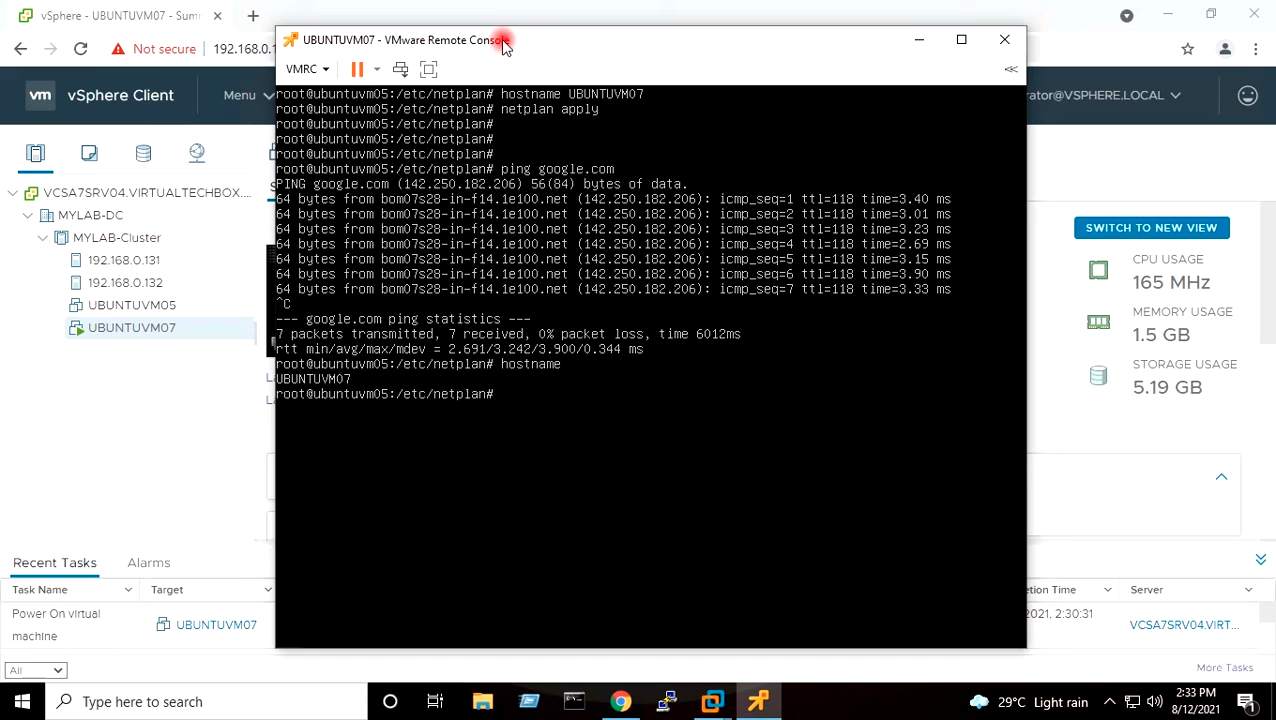 vSphere - UBUNTUVM07 - Sum
Not secure
192.168.0.1
vm vSphere Client
Menu
rator@VSPHERE.LOCAL
VCSA7SRV04.VIRTUALTECHBOX.
MYLAB-DC
MYLAB-Cluster
192.168.0.131
192.168.0.132
UBUNTUVM05
UBUNTUVM07
UBUNTUVM07 - VMware Remote Console
VMRC
root@ubuntuvm05:/etc/netplan# hostname UBUNTUVM07
root@ubuntuvm05:/etc/netplan# netplan apply
root@ubuntuvm05:/etc/netplan#
root@ubuntuvm05:/etc/netplan#
root@ubuntuvm05:/etc/netplan#
root@ubuntuvm05:/etc/netplan# ping google.com
PING google.com (142.250.182.206) 56(84) bytes of data.
64 bytes from bom07s28-in-f14.1e100.net (142.250.182.206): icmp_seq=1 ttl=118 time=3.40 ms
64 bytes from bom07s28-in-f14.1e100.net (142.250.182.206): icmp_seq=2 ttl=118 time=3.01 ms
64 bytes from bom07s28-in-f14.1e100.net (142.250.182.206): icmp_seq=3 ttl=118 time=3.23 ms
64 bytes from bom07s28-in-f14.1e100.net (142.250.182.206): icmp_seq=4 ttl=118 time=2.69 ms
64 bytes from bom07s28-in-f14.1e100.net (142.250.182.206): icmp_seq=5 ttl=118 time=3.15 ms
64 bytes from bom07s28-in-f14.1e100.net (142.250.182.206): icmp_seq=6 ttl=118 time=3.90 ms
64 bytes from bom07s28-in-f14.1e100.net (142.250.182.206): icmp_seq=7 ttl=118 time=3.33 ms
^C
--- google.com ping statistics ---
7 packets transmitted, 7 received, 0% packet loss, time 6012ms
rtt min/avg/max/mdev = 2.691/3.242/3.900/0.344 ms
root@ubuntuvm05:/etc/netplan# hostname
UBUNTUVM07
root@ubuntuvm05:/etc/netplan#
SWITCH TO NEW VIEW
CPU USAGE
165 MHz
MEMORY USAGE
1.5 GB
STORAGE USAGE
5.19 GB
Recent Tasks
Alarms
Task Name
Target
etion Time
Server
Power On virtual
machine
UBUNTUVM07
2021, 2:30:31
VCSA7SRV04.VIRT...
All
More Tasks
Type here to search
29°C Light rain
2:33 PM
8/12/2021
1